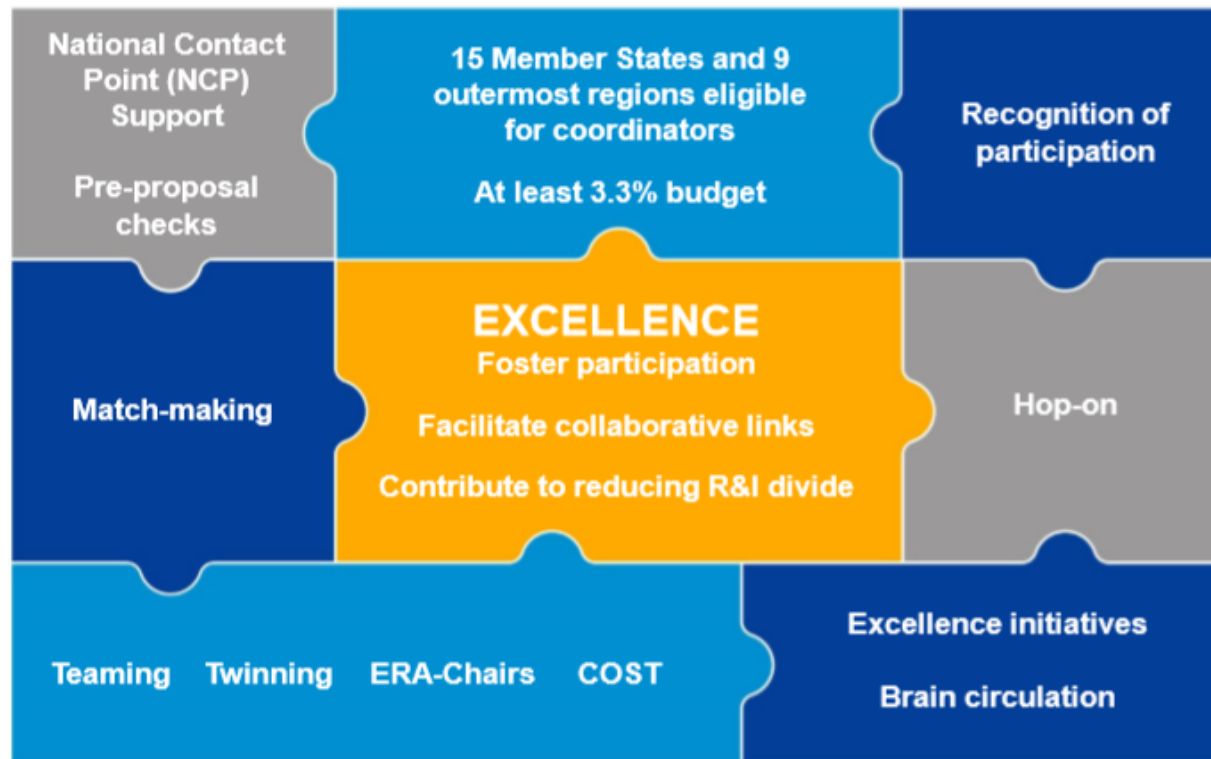 National Contact
Point (NCP)
Support
Pre-proposal
checks
15 Member States and 9
outermost regions eligible
for coordinators
At least 3.3% budget
Recognition of
participation
Match-making
EXCELLENCE
Foster participation
Facilitate collaborative links
Contribute to reducing R&I divide
Hop-on
Teaming Twinning ERA-Chairs COST
Excellence initiatives
Brain circulation